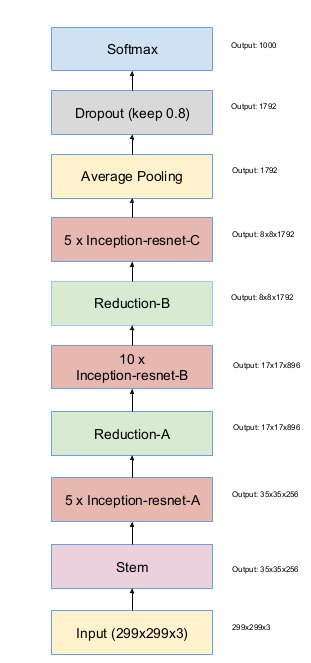 Softmax
Output: 1000
Dropout (keep 0.8)
Output: 1792
Average Pooling
Output: 1792
5 x Inception-resnet-C
Output: 8x8x1792
Reduction-B
Output: 8x8x1792
10 x
Inception-resnet-B
Output: 17x17x896
Reduction-A
Output: 17x17x896
5 x Inception-resnet-A
Output: 35x35x256
Stem
Output: 35x35x256
Input (299x299x3)
299x299x3